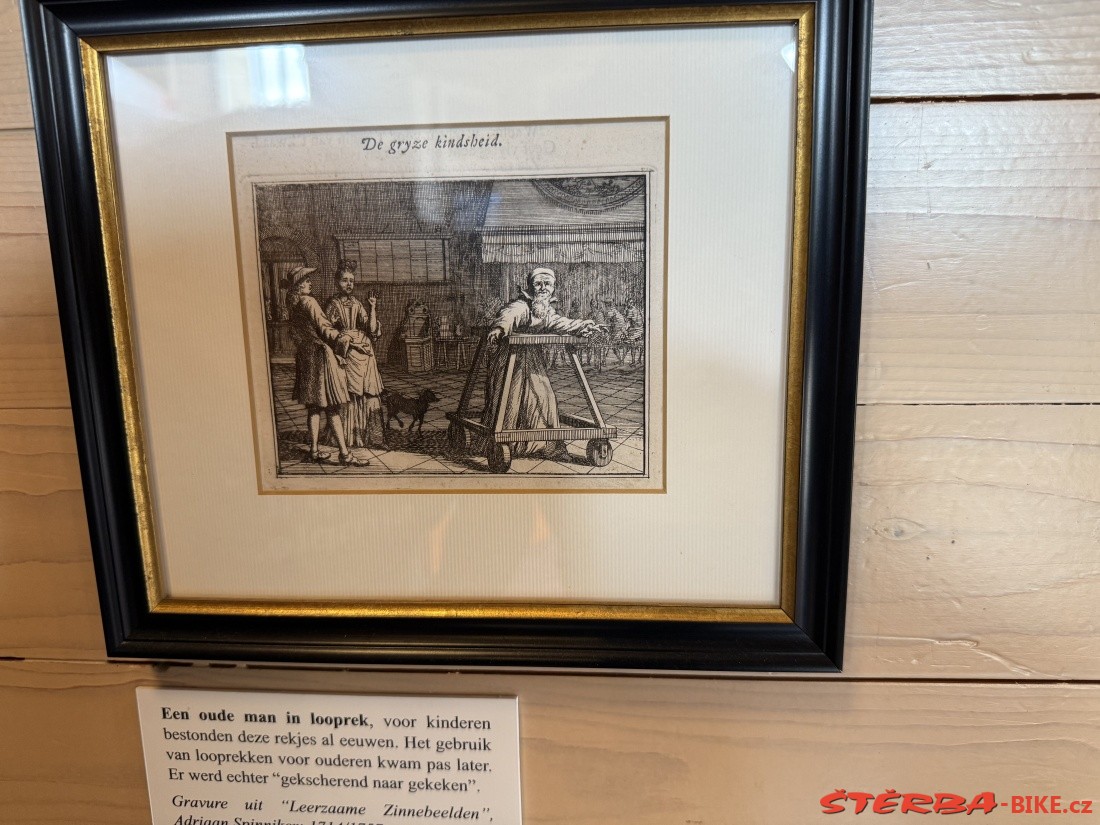 De gryze kindsheid.
Een oude man in looprek, voor kinderen
bestonden deze rekjes al eeuwen. Het gebruik
van looprekken voor ouderen kwam pas later.
Er werd echter “gekscherend naar gekeken”.
Gravure uit “Leerzaame Zinnebeelden”,
Adriaan
ŠTĚRBA-BIKE.cz